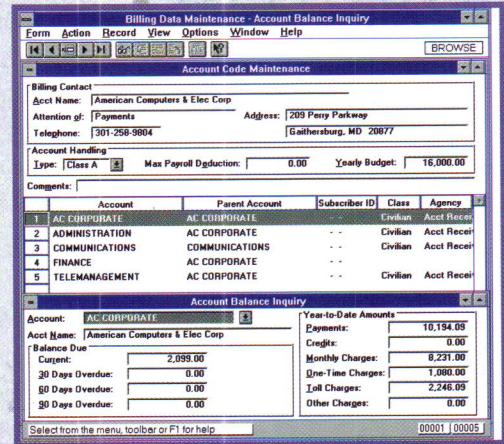 Billing Data Maintenance - Account Balance Inquiry
Form Action Record View Options Window Help
BROWSE
Account Code Maintenance
Billing Contact
Acct Name: American Computers & Elec Corp
Attention of: Payments Address: 209 Perry Parkway
Telephone: 301-258-9804 Gaithersburg, MD 20877
Account Handling
Type: Class A Max Payroll Deduction: 0.00 Yearly Budget: 16,000.00
Comments:
Account Parent Account Subscriber ID Class Agency
1 AC CORPORATE AC CORPORATE - - Civilian Acct Recei
2 ADMINISTRATION AC CORPORATE - - Civilian Acct Recei
3 COMMUNICATIONS COMMUNICATIONS - - Civilian Acct Recei
4 FINANCE AC CORPORATE - -
5 TELEMANAGEMENT AC CORPORATE - - Civilian Acct Recei
Account Balance Inquiry
Account: AC CORPORATE
Acct Name: American Computers & Elec Corp
Balance Due
Current: 2,099.00
30 Days Overdue: 0.00
60 Days Overdue: 0.00
90 Days Overdue: 0.00
Year-to-Date Amounts
Payments: 10,194.09
Credits: 0.00
Monthly Charges: 8,231.00
One-Time Charges: 1,080.00
Toll Charges: 2,246.09
Other Charges: 0.00
Select from the menu, toolbar or F1 for help 00001 00005